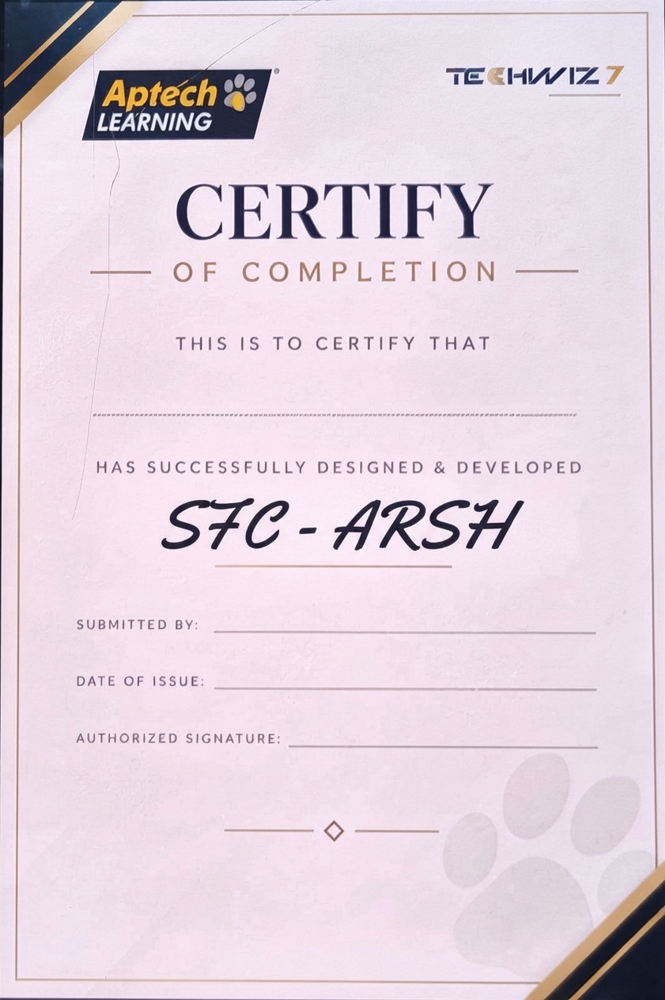 Aptech
LEARNING
TECHWIZ 7
CERTIFY
OF COMPLETION
THIS IS TO CERTIFY THAT
HAS SUCCESSFULLY DESIGNED & DEVELOPED
SFC - ARSH
SUBMITTED BY:
DATE OF ISSUE:
AUTHORIZED SIGNATURE: